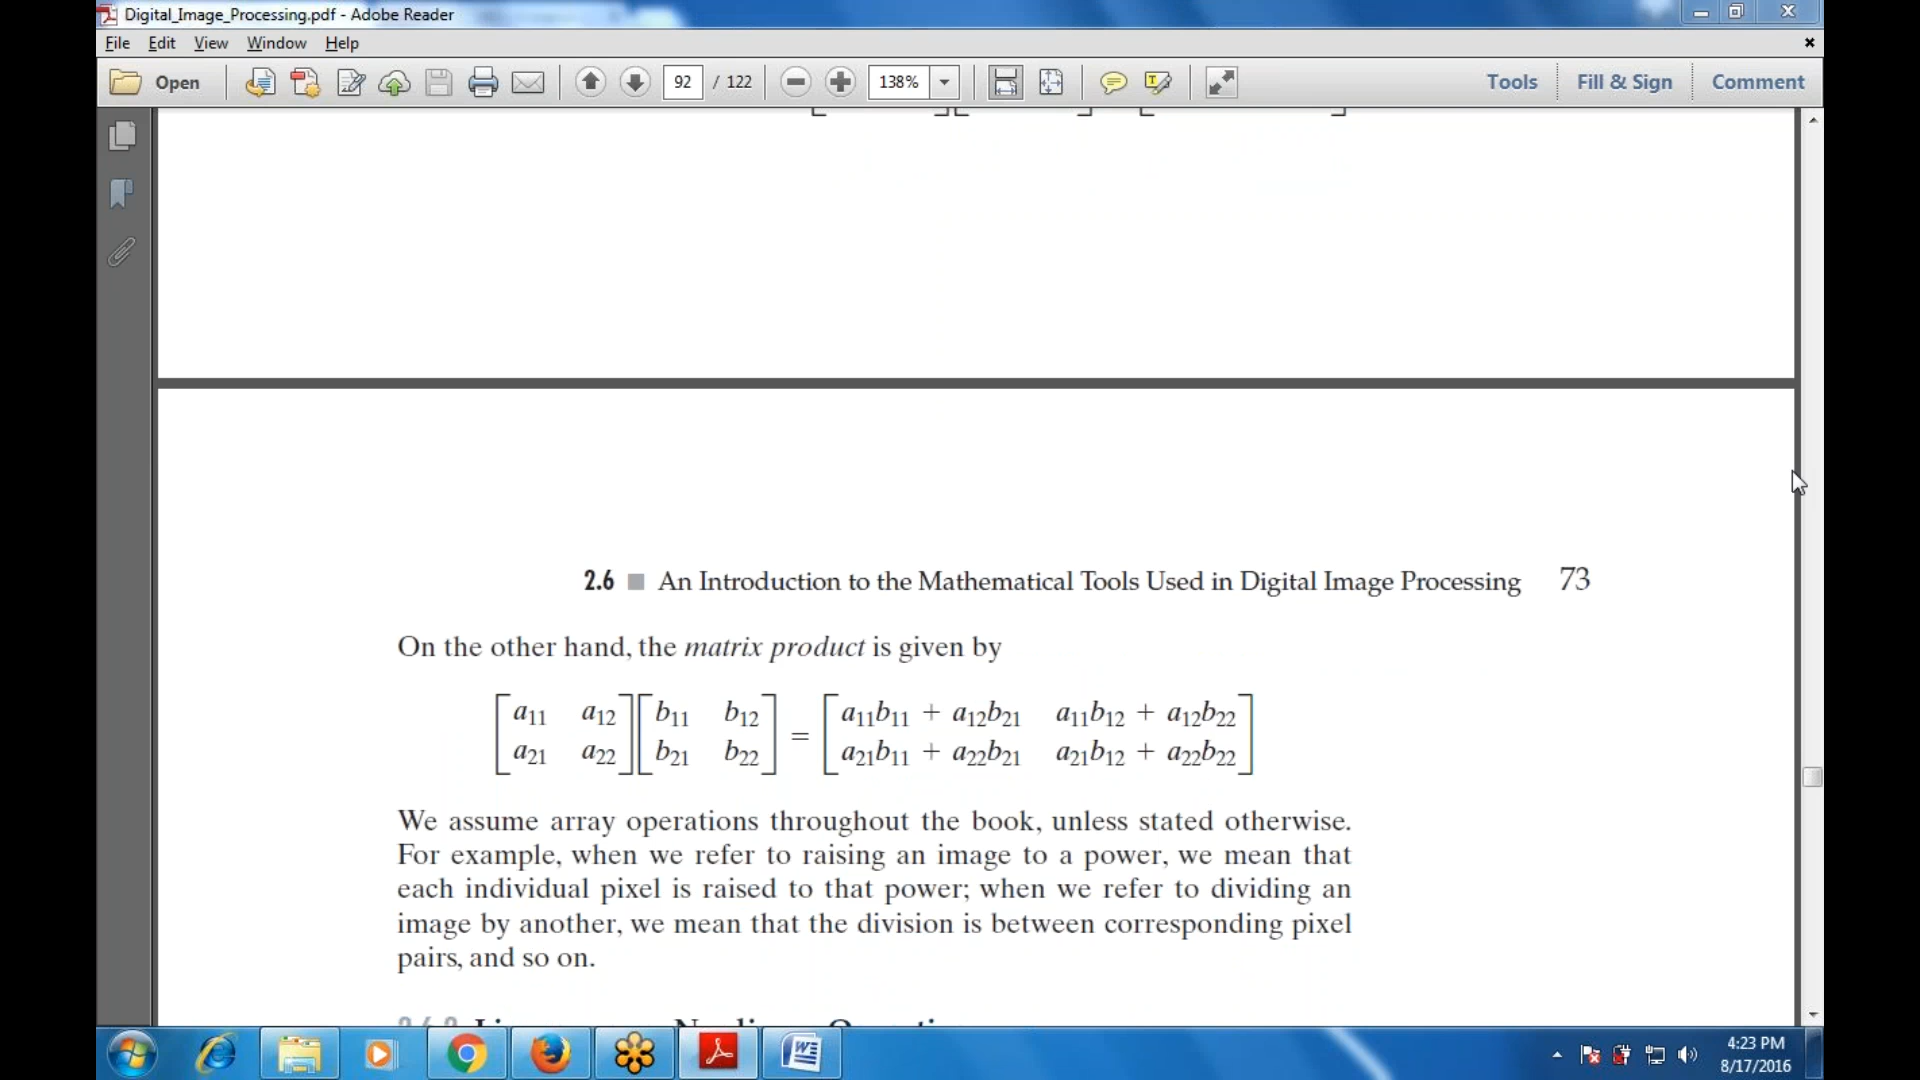 Digital_Image_Processing.pdf - Adobe Reader
File Edit View Window Help
Open 92 / 122 138% Tools Fill & Sign Comment
2.6 ■ An Introduction to the Mathematical Tools Used in Digital Image Processing 73
On the other hand, the matrix product is given by
[a11 a12] [b11 b12] = [a11b11 + a12b21 a11b12 + a12b22]
[a21 a22] [b21 b22] [a21b11 + a22b21 a21b12 + a22b22]
We assume array operations throughout the book, unless stated otherwise.
For example, when we refer to raising an image to a power, we mean that
each individual pixel is raised to that power; when we refer to dividing an
image by another, we mean that the division is between corresponding pixel
pairs, and so on.
4:23 PM
8/17/2016